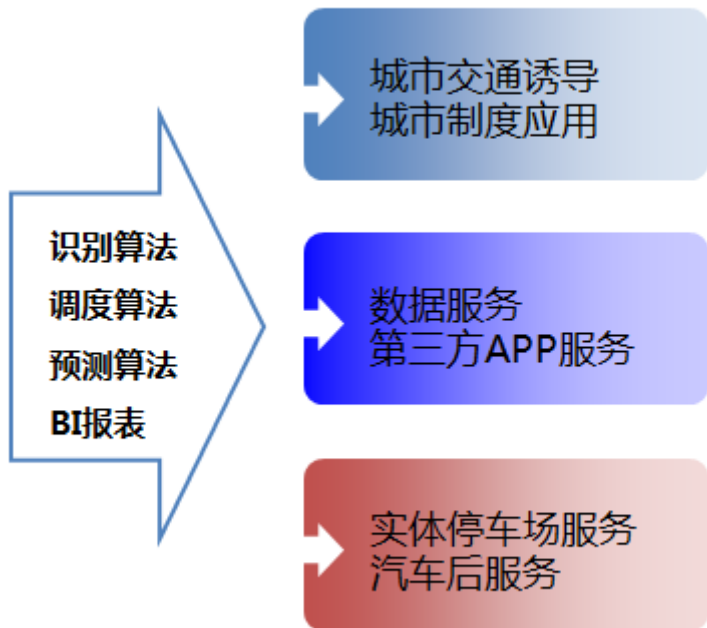 城市交通诱导
城市制度应用
识别算法
调度算法
预测算法
BI报表
数据服务
第三方APP服务
实体停车场服务
汽车后服务